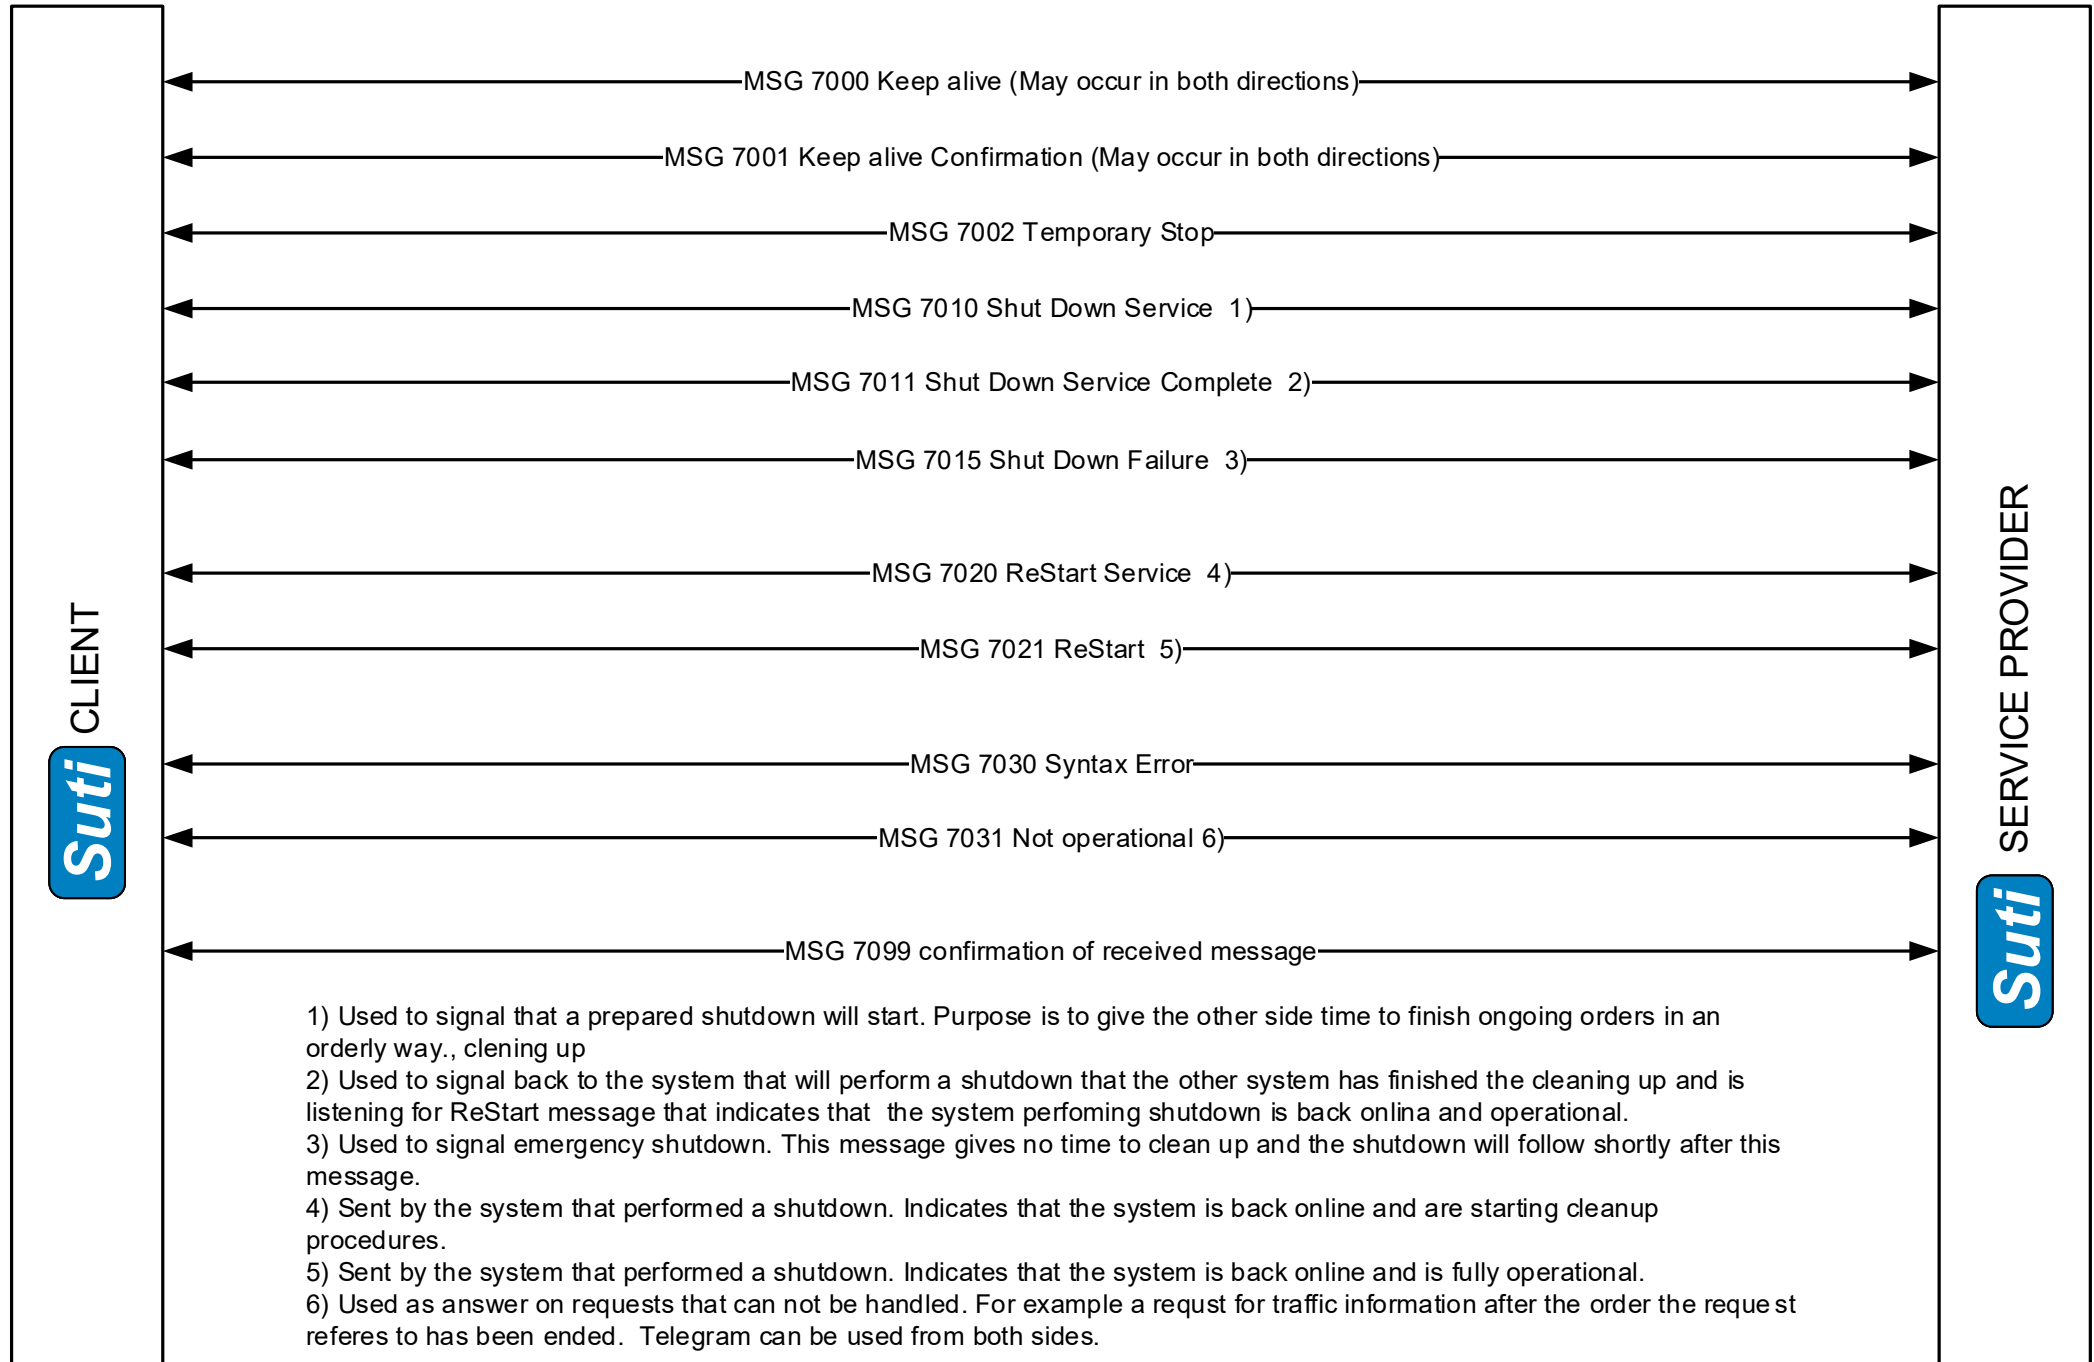 MSG 7000 Keep alive (May occur in both directions)
MSG 7001 Keep alive Confirmation (May occur in both directions)
MSG 7002 Temporary Stop
MSG 7010 Shut Down Service  1)
MSG 7011 Shut Down Service Complete  2)
MSG 7015 Shut Down Failure  3)
MSG 7020 ReStart Service  4)
MSG 7021 ReStart  5)
MSG 7030 Syntax Error
MSG 7031 Not operational 6)
MSG 7099 confirmation of received message
Suti CLIENT
Suti SERVICE PROVIDER
1) Used to signal that a prepared shutdown will start. Purpose is to give the other side time to finish ongoing orders in an
orderly way., clening up
2) Used to signal back to the system that will perform a shutdown that the other system has finished the cleaning up and is
listening for ReStart message that indicates that  the system perfoming shutdown is back onlina and operational.
3) Used to signal emergency shutdown. This message gives no time to clean up and the shutdown will follow shortly after this
message.
4) Sent by the system that performed a shutdown. Indicates that the system is back online and are starting cleanup
procedures.
5) Sent by the system that performed a shutdown. Indicates that the system is back online and is fully operational.
6) Used as answer on requests that can not be handled. For example a requst for traffic information after the order the request
referes to has been ended.  Telegram can be used from both sides.